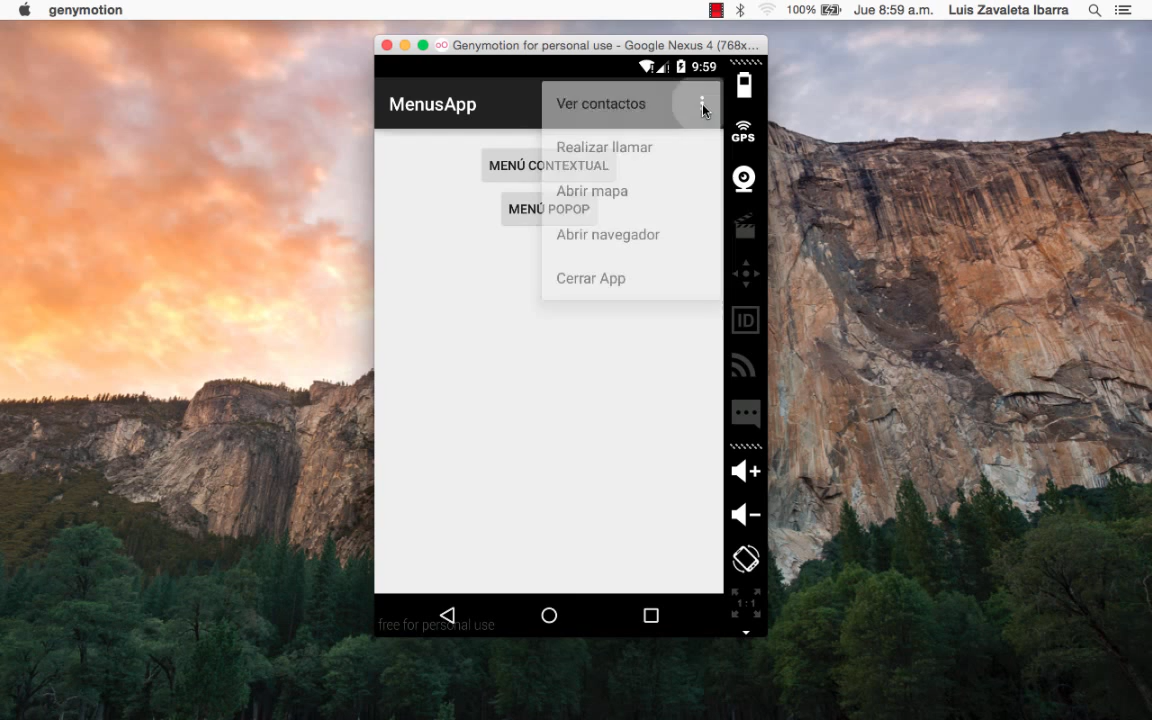 genymotion
100%
Jue 8:59 a.m.
Luis Zavaleta Ibarra
Genymotion for personal use - Google Nexus 4 (768x...
9:59
MenusApp
Ver contactos
Realizar llamar
MENÚ CONTEXTUAL
Abrir mapa
MENÚ POPOP
Abrir navegador
Cerrar App
GPS
ID
1:1
free for personal use